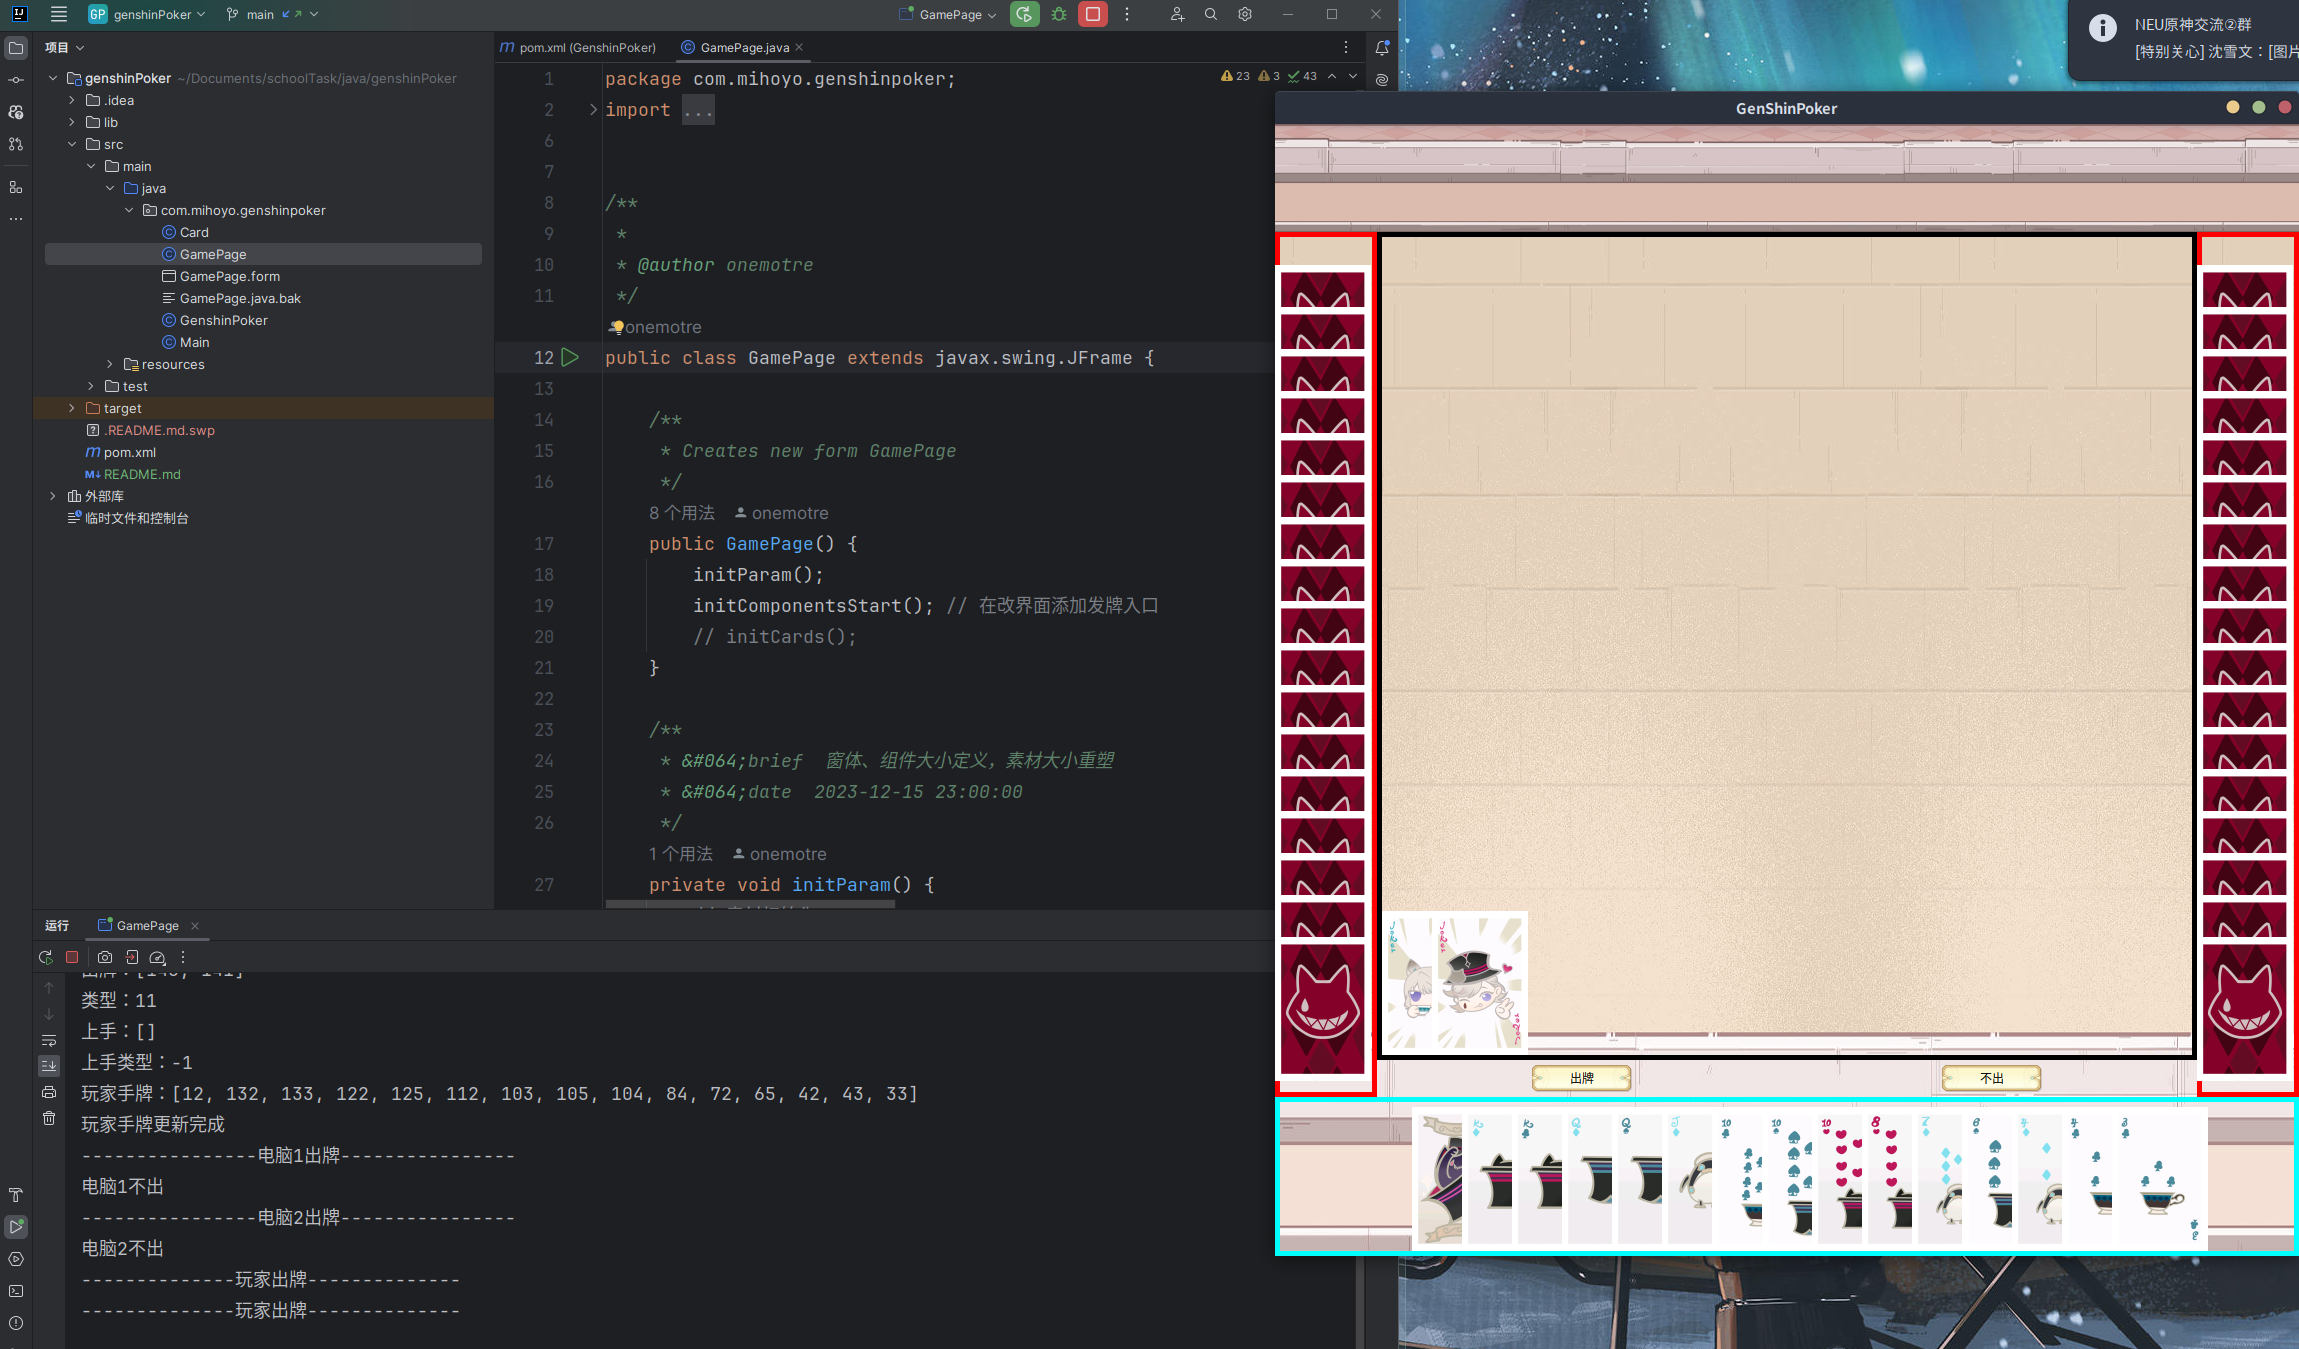 GP genshinPoker main
GamePage
项目
genshinPoker ~/Documents/schoolTask/java/genshinPoker
.idea
lib
src
main
java
com.mihoyo.genshinpoker
Card
GamePage
GamePage.form
GamePage.java.bak
GenshinPoker
Main
resources
test
target
.README.md.swp
pom.xml
README.md
外部库
临时文件和控制台
pom.xml (GenshinPoker) GamePage.java
23 3 43
1 package com.mihoyo.genshinpoker;
2 import ...
6
7
8 /**
9 *
10 * @author onemotre
11 */
onemotre
12 public class GamePage extends javax.swing.JFrame {
13
14 /**
15 * Creates new form GamePage
16 */
8 个用法 onemotre
17 public GamePage() {
18 initParam();
19 initComponentsStart(); // 在改界面添加发牌入口
20 // initCards();
21 }
22
23 /**
24 * &#064;brief 窗体、组件大小定义，素材大小重塑
25 * &#064;date 2023-12-15 23:00:00
26 */
1 个用法 onemotre
27 private void initParam() {
运行 GamePage
类型：11
上手：[]
上手类型：-1
玩家手牌：[12, 132, 133, 122, 125, 112, 103, 105, 104, 84, 72, 65, 42, 43, 33]
玩家手牌更新完成
----------------电脑1出牌----------------
电脑1不出
----------------电脑2出牌----------------
电脑2不出
--------------玩家出牌--------------
--------------玩家出牌--------------
NEU原神交流②群
[特别关心] 沈雪文：[图片
GenShinPoker
Joker Joker
出牌 不出
K K Q Q J 10 10 10 8 7 6 4 4 3